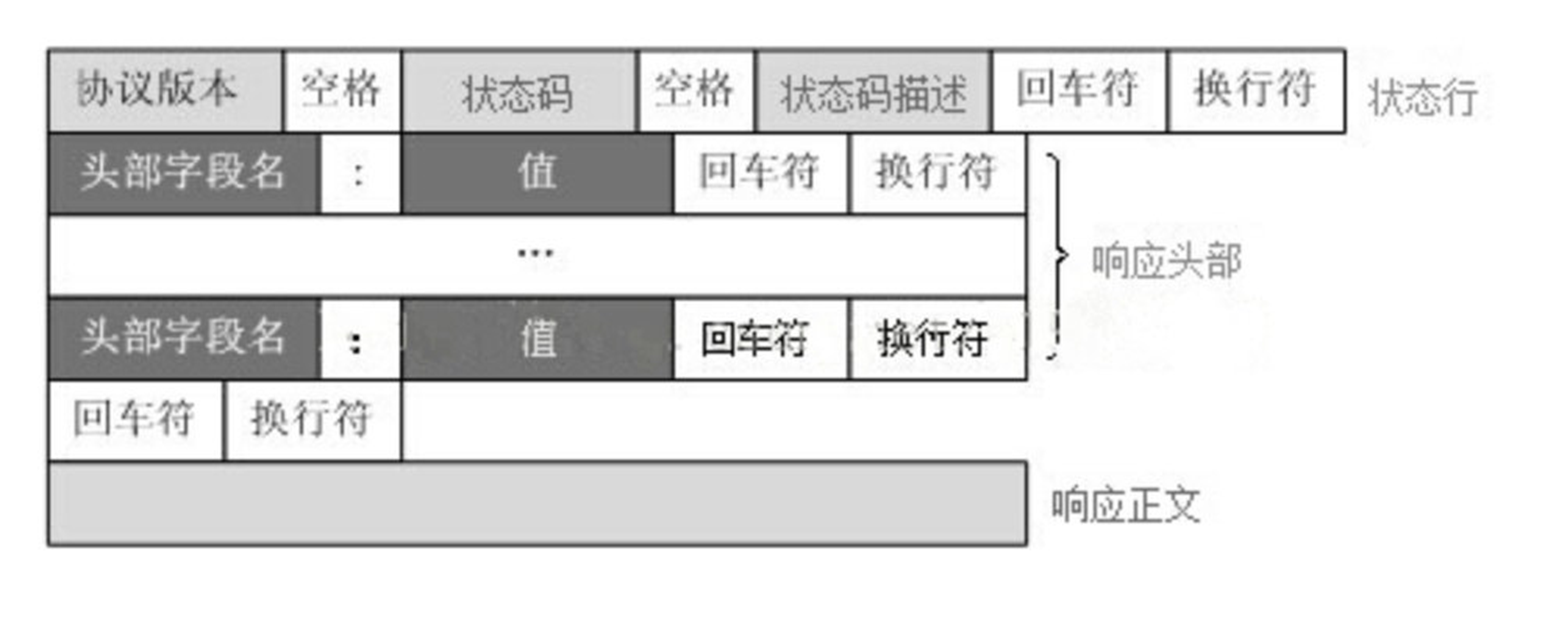 协议版本 空格 状态码 空格 状态码描述 回车符 换行符 状态行
头部字段名 : 值 回车符 换行符
...
响应头部
头部字段名 : 值 回车符 换行符
回车符 换行符
响应正文